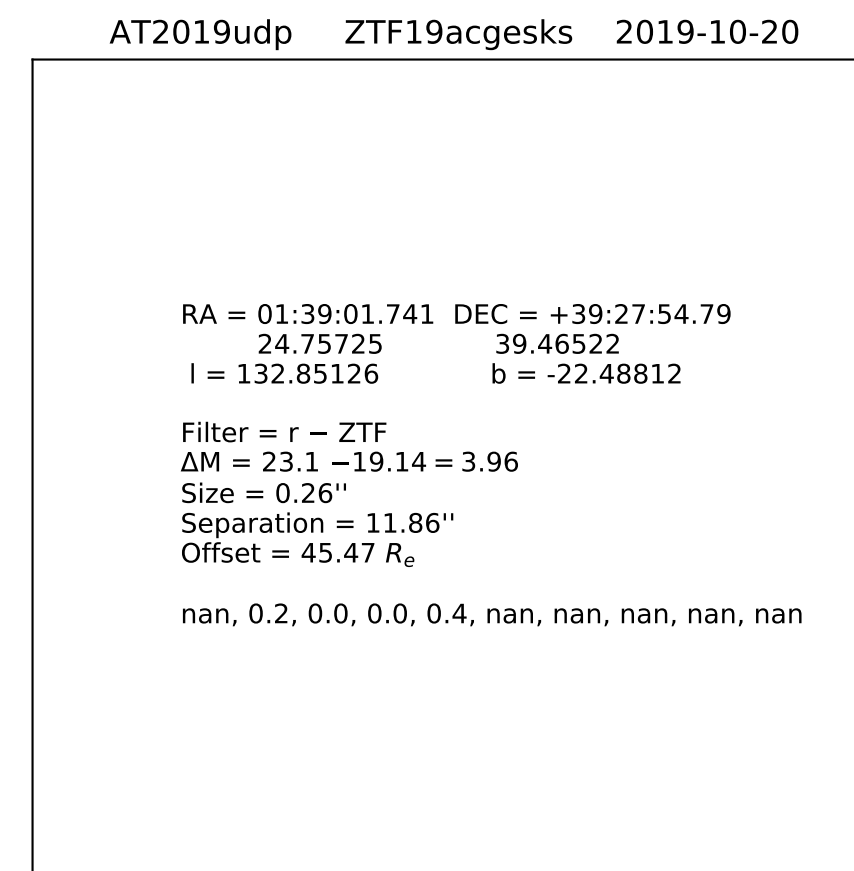 AT2019udp ZTF19acgesks 2019-10-20
RA = 01:39:01.741 DEC = +39:27:54.79
24.75725 39.46522
l = 132.85126 b = -22.48812
Filter = r − ZTF
ΔM = 23.1 −19.14 = 3.96
Size = 0.26''
Separation = 11.86''
Offset = 45.47 Rₑ
nan, 0.2, 0.0, 0.0, 0.4, nan, nan, nan, nan, nan